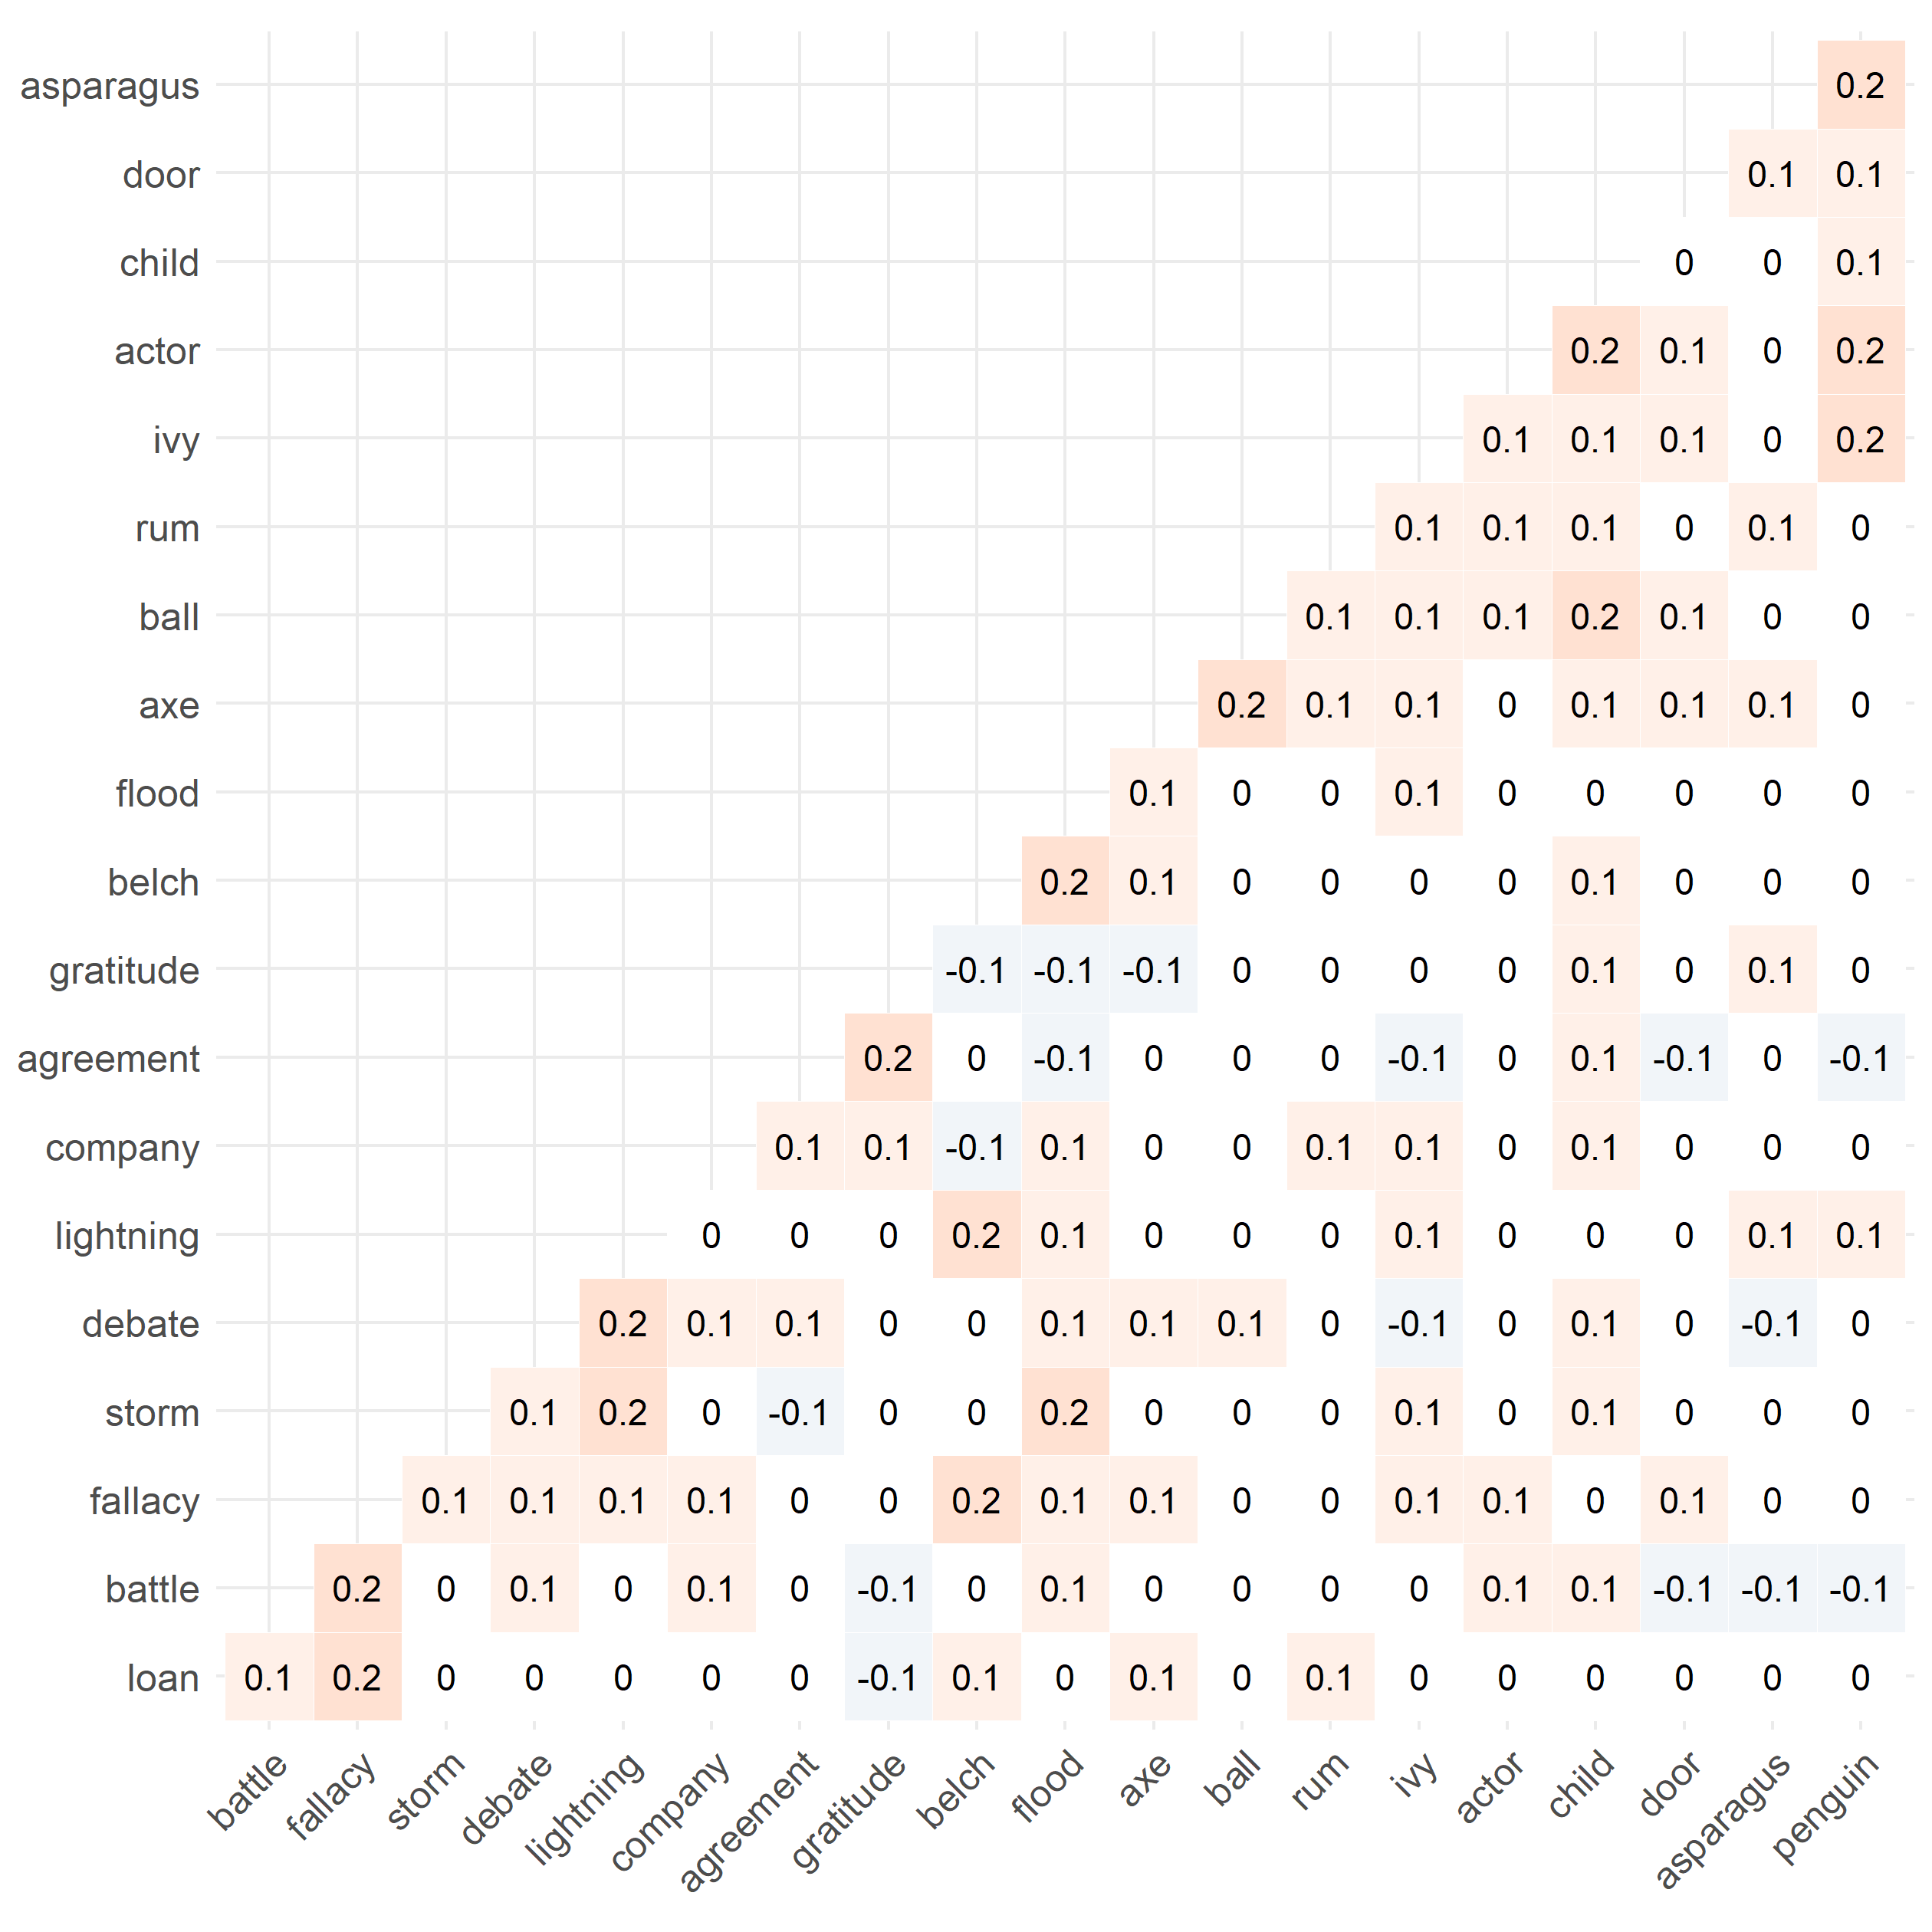 asparagus 0.2
door 0.1 0.1
child 0 0 0.1
actor 0.2 0.1 0 0.2
ivy 0.1 0.1 0.1 0 0.2
rum 0.1 0.1 0.1 0 0.1 0
ball 0.1 0.1 0.1 0.2 0.1 0 0
axe 0.2 0.1 0.1 0 0.1 0.1 0.1 0
flood 0.1 0 0 0.1 0 0 0 0 0
belch 0.2 0.1 0 0 0 0 0.1 0 0 0
gratitude -0.1 -0.1 -0.1 0 0 0 0 0.1 0 0.1 0
agreement 0.2 0 -0.1 0 0 0 -0.1 0 0.1 -0.1 0 -0.1
company 0.1 0.1 -0.1 0.1 0 0 0.1 0.1 0 0.1 0 0 0
lightning 0 0 0 0.2 0.1 0 0 0 0.1 0 0 0 0.1 0.1
debate 0.2 0.1 0.1 0 0 0.1 0.1 0.1 0 -0.1 0 0.1 0 -0.1 0
storm 0.1 0.2 0 -0.1 0 0 0.2 0 0 0 0.1 0 0.1 0 0 0
fallacy 0.1 0.1 0.1 0.1 0 0 0.2 0.1 0.1 0 0 0.1 0.1 0 0.1 0 0
battle 0.2 0 0.1 0 0.1 0 -0.1 0 0.1 0 0 0 0 0.1 0.1 -0.1 -0.1 -0.1
loan 0.1 0.2 0 0 0 0 0 -0.1 0.1 0 0.1 0 0.1 0 0 0 0 0 0
battle fallacy storm debate lightning company agreement gratitude belch flood axe ball rum ivy actor child door asparagus penguin